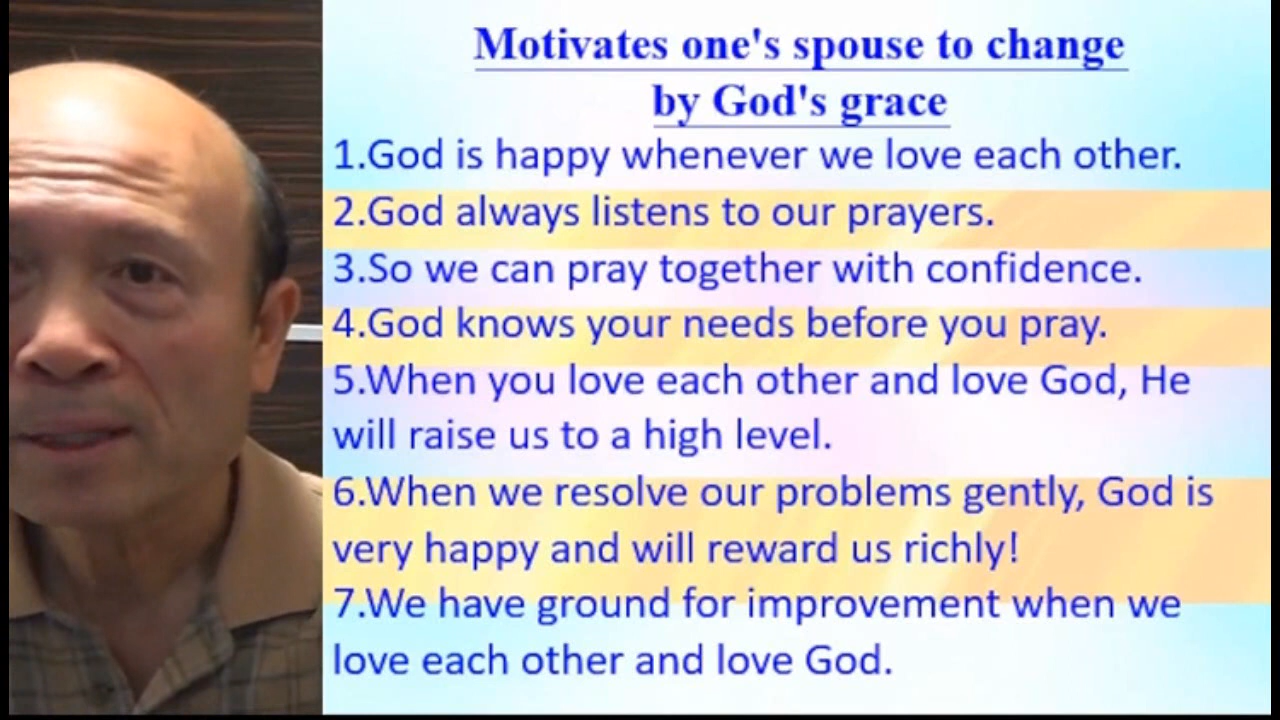 Motivates one's spouse to change
by God's grace
1.God is happy whenever we love each other.
2.God always listens to our prayers.
3.So we can pray together with confidence.
4.God knows your needs before you pray.
5.When you love each other and love God, He
will raise us to a high level.
6.When we resolve our problems gently, God is
very happy and will reward us richly!
7.We have ground for improvement when we
love each other and love God.